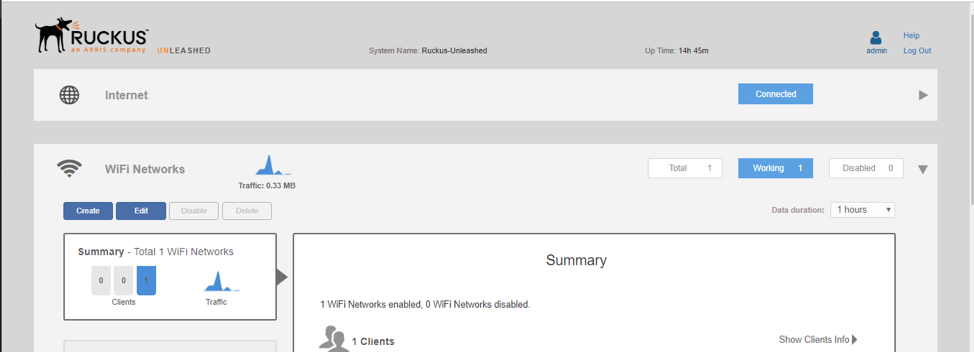 RUCKUS™
an ARRIS company UNLEASHED
System Name: Ruckus-Unleashed
Up Time: 14h 45m
admin
Help
Log Out
Internet
Connected
WiFi Networks
Traffic: 0.33 MB
Total 1
Working 1
Disabled 0
Create
Edit
Disable
Delete
Data duration: 1 hours
Summary - Total 1 WiFi Networks
0 0 1
Clients
Traffic
Summary
1 WiFi Networks enabled, 0 WiFi Networks disabled.
1 Clients
Show Clients Info